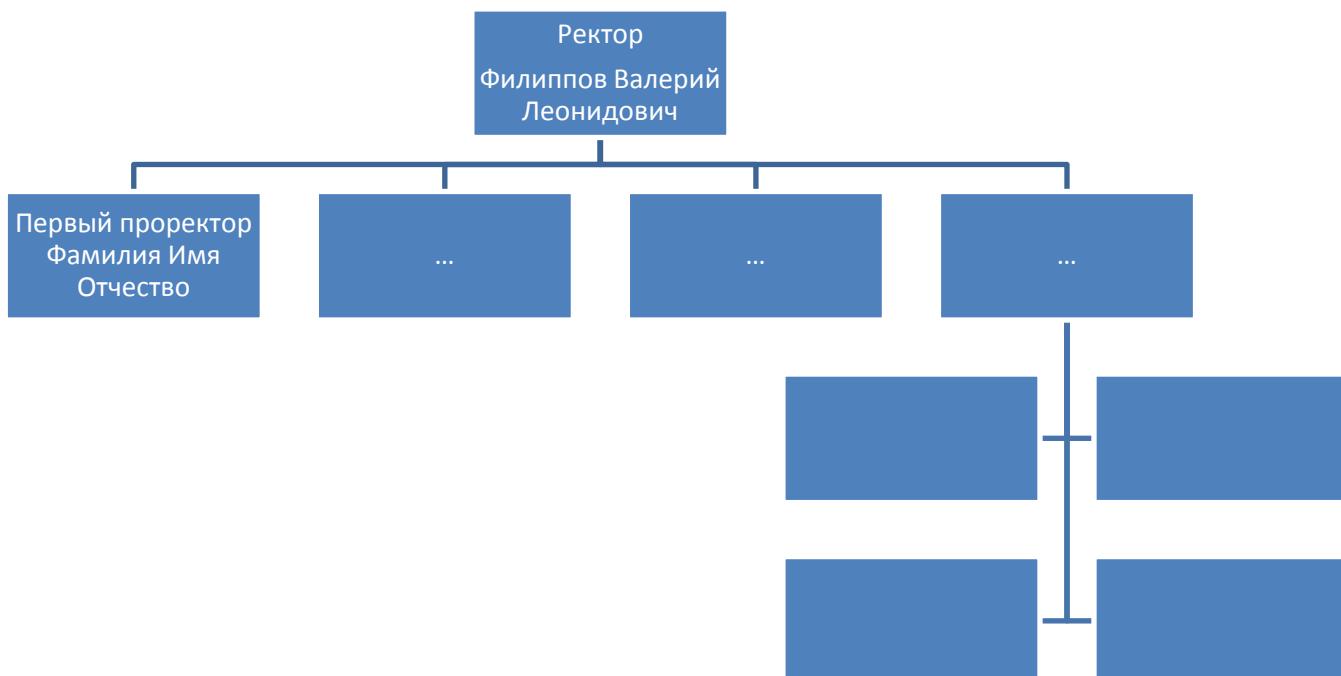 Ректор
Филиппов Валерий
Леонидович
Первый проректор
Фамилия Имя
Отчество
...
...
...